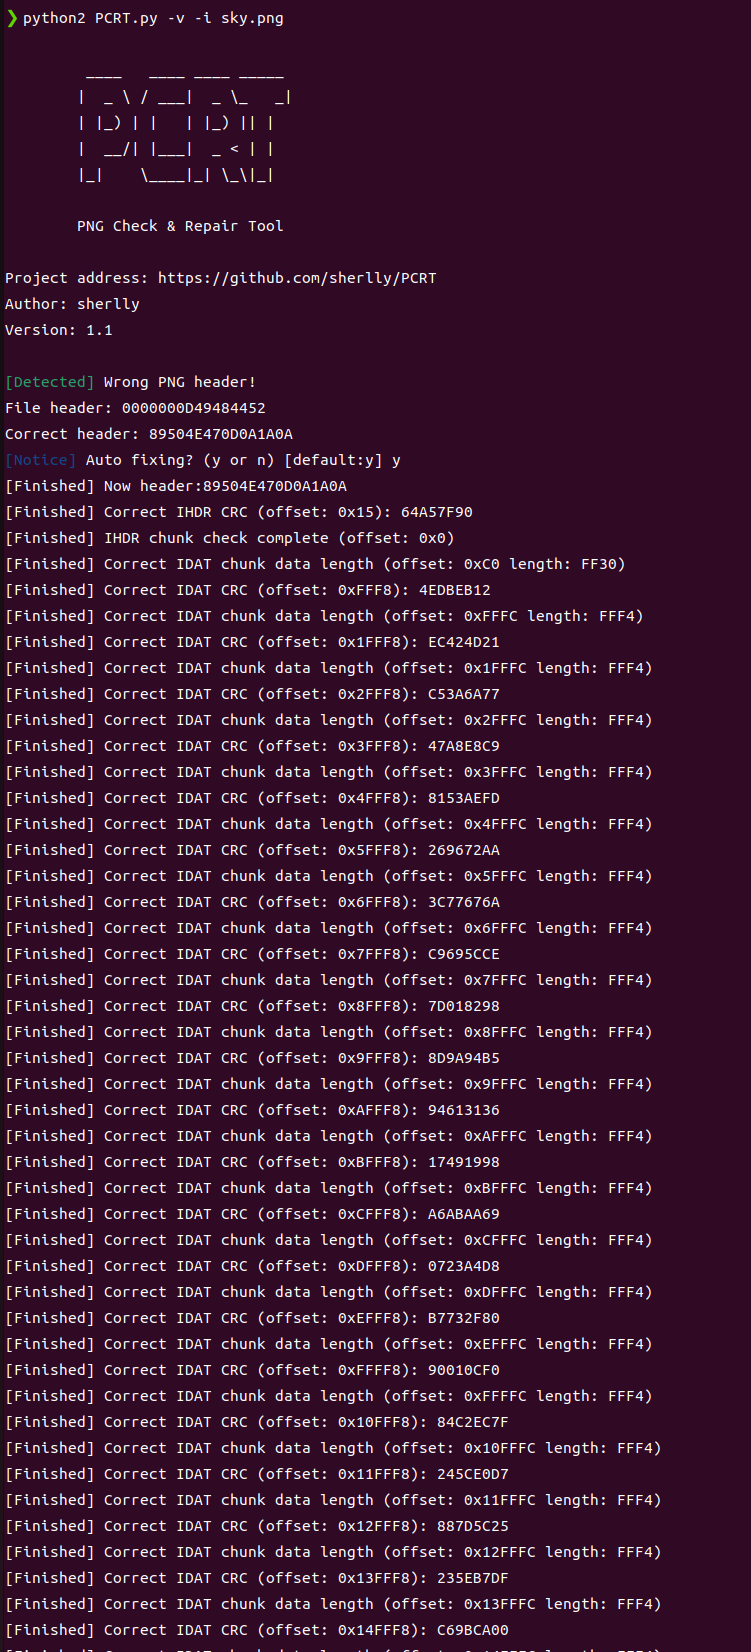 ❯ python2 PCRT.py -v -i sky.png
 ____   ____ ____ _____
|  _ \ / ___|  _ \_   _|
| |_) | |   | |_) || |
|  __/| |___|  _ < | |
|_|    \____|_| \_\|_|
PNG Check & Repair Tool
Project address: https://github.com/sherlly/PCRT
Author: sherlly
Version: 1.1
[Detected] Wrong PNG header!
File header: 0000000D49484452
Correct header: 89504E470D0A1A0A
[Notice] Auto fixing? (y or n) [default:y] y
[Finished] Now header:89504E470D0A1A0A
[Finished] Correct IHDR CRC (offset: 0x15): 64A57F90
[Finished] IHDR chunk check complete (offset: 0x0)
[Finished] Correct IDAT chunk data length (offset: 0xC0 length: FF30)
[Finished] Correct IDAT CRC (offset: 0xFFF8): 4EDBEB12
[Finished] Correct IDAT chunk data length (offset: 0xFFFC length: FFF4)
[Finished] Correct IDAT CRC (offset: 0x1FFF8): EC424D21
[Finished] Correct IDAT chunk data length (offset: 0x1FFFC length: FFF4)
[Finished] Correct IDAT CRC (offset: 0x2FFF8): C53A6A77
[Finished] Correct IDAT chunk data length (offset: 0x2FFFC length: FFF4)
[Finished] Correct IDAT CRC (offset: 0x3FFF8): 47A8E8C9
[Finished] Correct IDAT chunk data length (offset: 0x3FFFC length: FFF4)
[Finished] Correct IDAT CRC (offset: 0x4FFF8): 8153AEFD
[Finished] Correct IDAT chunk data length (offset: 0x4FFFC length: FFF4)
[Finished] Correct IDAT CRC (offset: 0x5FFF8): 269672AA
[Finished] Correct IDAT chunk data length (offset: 0x5FFFC length: FFF4)
[Finished] Correct IDAT CRC (offset: 0x6FFF8): 3C77676A
[Finished] Correct IDAT chunk data length (offset: 0x6FFFC length: FFF4)
[Finished] Correct IDAT CRC (offset: 0x7FFF8): C9695CCE
[Finished] Correct IDAT chunk data length (offset: 0x7FFFC length: FFF4)
[Finished] Correct IDAT CRC (offset: 0x8FFF8): 7D018298
[Finished] Correct IDAT chunk data length (offset: 0x8FFFC length: FFF4)
[Finished] Correct IDAT CRC (offset: 0x9FFF8): 8D9A94B5
[Finished] Correct IDAT chunk data length (offset: 0x9FFFC length: FFF4)
[Finished] Correct IDAT CRC (offset: 0xAFFF8): 94613136
[Finished] Correct IDAT chunk data length (offset: 0xAFFFC length: FFF4)
[Finished] Correct IDAT CRC (offset: 0xBFFF8): 17491998
[Finished] Correct IDAT chunk data length (offset: 0xBFFFC length: FFF4)
[Finished] Correct IDAT CRC (offset: 0xCFFF8): A6ABAA69
[Finished] Correct IDAT chunk data length (offset: 0xCFFFC length: FFF4)
[Finished] Correct IDAT CRC (offset: 0xDFFF8): 0723A4D8
[Finished] Correct IDAT chunk data length (offset: 0xDFFFC length: FFF4)
[Finished] Correct IDAT CRC (offset: 0xEFFF8): B7732F80
[Finished] Correct IDAT chunk data length (offset: 0xEFFFC length: FFF4)
[Finished] Correct IDAT CRC (offset: 0xFFFF8): 90010CF0
[Finished] Correct IDAT chunk data length (offset: 0xFFFFC length: FFF4)
[Finished] Correct IDAT CRC (offset: 0x10FFF8): 84C2EC7F
[Finished] Correct IDAT chunk data length (offset: 0x10FFFC length: FFF4)
[Finished] Correct IDAT CRC (offset: 0x11FFF8): 245CE0D7
[Finished] Correct IDAT chunk data length (offset: 0x11FFFC length: FFF4)
[Finished] Correct IDAT CRC (offset: 0x12FFF8): 887D5C25
[Finished] Correct IDAT chunk data length (offset: 0x12FFFC length: FFF4)
[Finished] Correct IDAT CRC (offset: 0x13FFF8): 235EB7DF
[Finished] Correct IDAT chunk data length (offset: 0x13FFFC length: FFF4)
[Finished] Correct IDAT CRC (offset: 0x14FFF8): C69BCA00